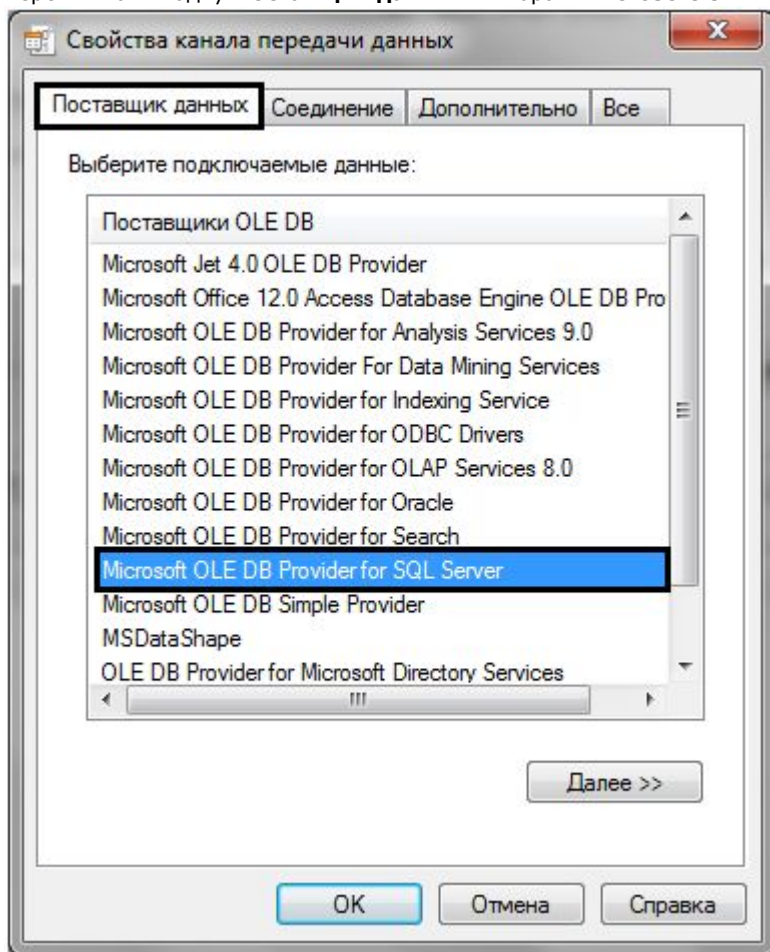 Свойства канала передачи данных
Поставщик данных Соединение Дополнительно Все
Выберите подключаемые данные:
Поставщики OLE DB
Microsoft Jet 4.0 OLE DB Provider
Microsoft Office 12.0 Access Database Engine OLE DB Pro
Microsoft OLE DB Provider for Analysis Services 9.0
Microsoft OLE DB Provider For Data Mining Services
Microsoft OLE DB Provider for Indexing Service
Microsoft OLE DB Provider for ODBC Drivers
Microsoft OLE DB Provider for OLAP Services 8.0
Microsoft OLE DB Provider for Oracle
Microsoft OLE DB Provider for Search
Microsoft OLE DB Provider for SQL Server
Microsoft OLE DB Simple Provider
MSDataShape
OLE DB Provider for Microsoft Directory Services
Далее >>
OK Отмена Справка